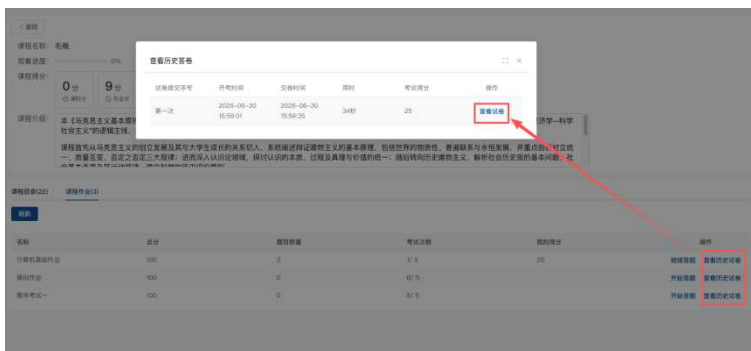 < 返回
课程名称: 毛概
观看进度: 0%
课程得分:
0分
9分
课时分
作业分
查看历史答卷
试卷提交序号 开考时间 交卷时间 用时 考试得分 操作
第一次 2026-06-30 15:59:01 2026-06-30 15:59:35 34秒 25 查看试卷
课程介绍: 本《马克思主义基本原
济学—科学
社会主义"的逻辑主线,
课程首先从马克思主义的创立发展及其与大学生成长的关系切入, 系统阐述辩证唯物主义的基本原理, 包括世界的物质性、普遍联系与永恒发展, 并重点剖析对立统
一、质量互变、否定之否定三大规律; 进而深入认识论领域, 探讨认识的本质、过程及真理与价值的统一; 随后转向历史唯物主义, 解析社会历史观的基本问题、社
课程目录(22) 课程作业(3)
刷新
名称 总分 题目数量 考试次数 我的得分 操作
计算机基础作业 100 2 1/ 5 25 继续答题 查看历史试卷
模拟作业 100 0 0/ 5 开始答题 查看历史试卷
期末考试一 100 0 0/ 5 开始答题 查看历史试卷